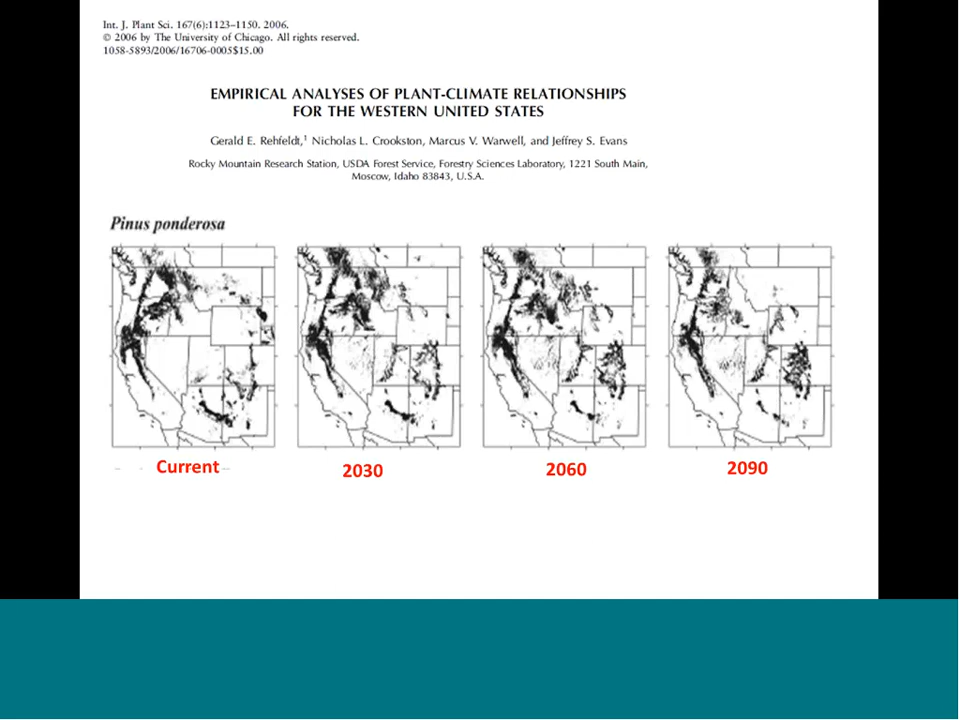 Int. J. Plant Sci. 167(6):1123–1150. 2006.
© 2006 by The University of Chicago. All rights reserved.
1058-5893/2006/16706-0005$15.00
EMPIRICAL ANALYSES OF PLANT-CLIMATE RELATIONSHIPS
FOR THE WESTERN UNITED STATES
Gerald E. Rehfeldt,¹ Nicholas L. Crookston, Marcus V. Warwell, and Jeffrey S. Evans
Rocky Mountain Research Station, USDA Forest Service, Forestry Sciences Laboratory, 1221 South Main,
Moscow, Idaho 83843, U.S.A.
Pinus ponderosa
Current
2030
2060
2090